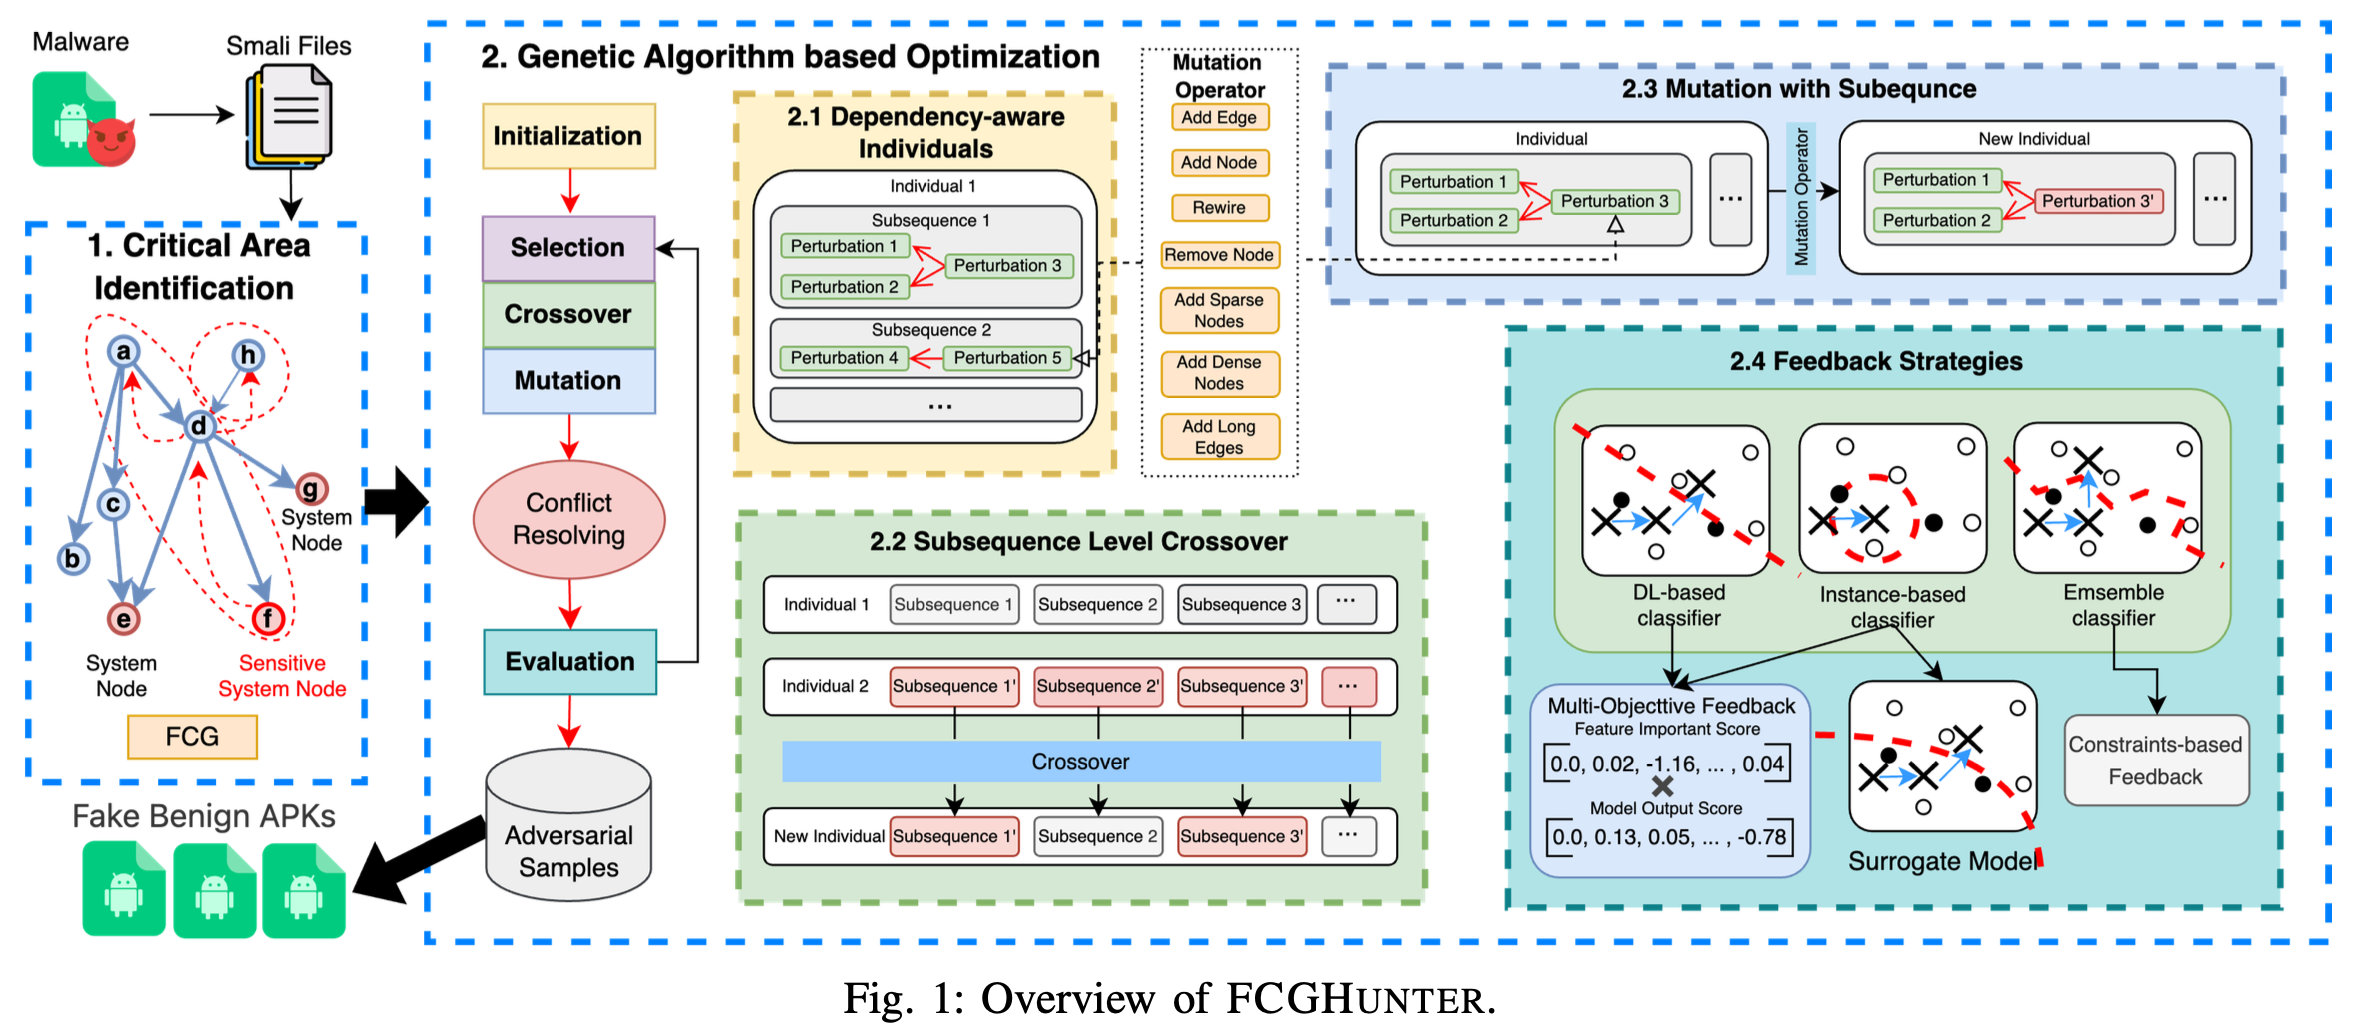 Malware
Smali Files
1. Critical Area
Identification
a
h
d
g
System
Node
c
b
e
f
System
Node
Sensitive
System Node
FCG
Fake Benign APKs
2. Genetic Algorithm based Optimization
Initialization
Selection
Crossover
Mutation
Conflict
Resolving
Evaluation
Adversarial
Samples
2.1 Dependency-aware
Individuals
Individual 1
Subsequence 1
Perturbation 1
Perturbation 2
Perturbation 3
Subsequence 2
Perturbation 4
Perturbation 5
...
Mutation
Operator
Add Edge
Add Node
Rewire
Remove Node
Add Sparse
Nodes
Add Dense
Nodes
Add Long
Edges
2.2 Subsequence Level Crossover
Individual 1 Subsequence 1 Subsequence 2 Subsequence 3 ...
Individual 2 Subsequence 1' Subsequence 2' Subsequence 3' ...
Crossover
New Individual Subsequence 1' Subsequence 2 Subsequence 3' ...
2.3 Mutation with Subequnce
Individual
Perturbation 1
Perturbation 2
Perturbation 3
...
Mutation Operator
New Individual
Perturbation 1
Perturbation 2
Perturbation 3'
...
2.4 Feedback Strategies
DL-based
classifier
Instance-based
classifier
Emsemble
classifier
Multi-Objecttive Feedback
Feature Important Score
[0.0, 0.02, -1.16, ... , 0.04]
Model Output Score
[0.0, 0.13, 0.05, ... , -0.78]
Surrogate Model
Constraints-based
Feedback
Fig. 1: Overview of FCGHUNTER.